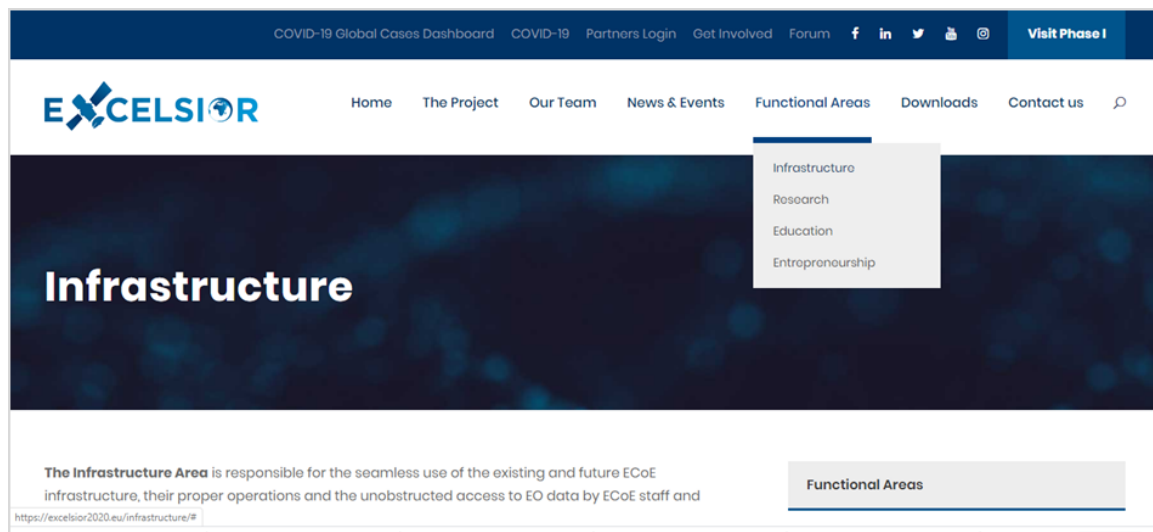 COVID-19 Global Cases Dashboard COVID-19 Partners Login Get Involved Forum Visit Phase I
EXCELSIOR Home The Project Our Team News & Events Functional Areas Downloads Contact us
Infrastructure
Research
Education
Entrepreneurship
Infrastructure
The Infrastructure Area is responsible for the seamless use of the existing and future ECoE
infrastructure, their proper operations and the unobstructed access to EO data by ECoE staff and
Functional Areas
https://excelsior2020.eu/infrastructure/#